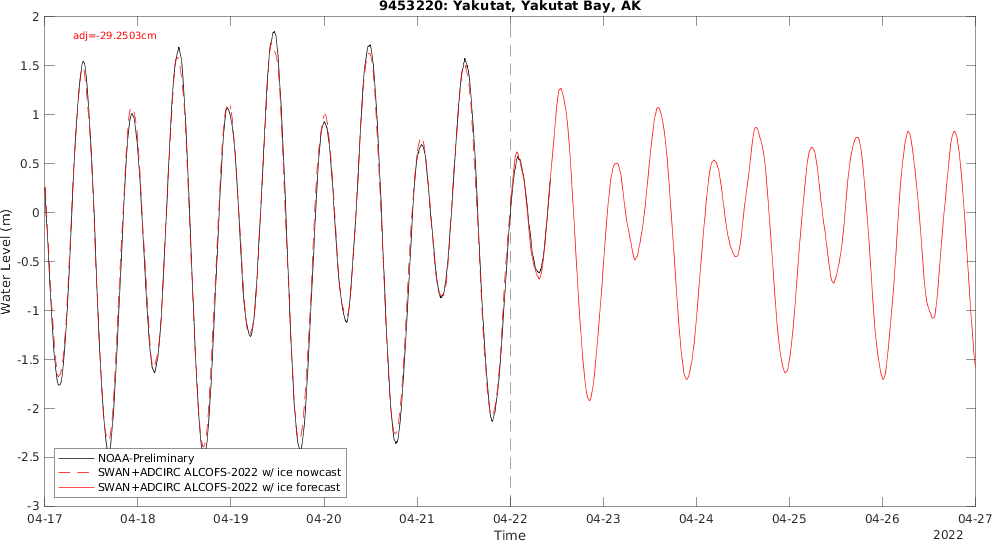 9453220: Yakutat, Yakutat Bay, AK
adj=-29.2503cm
2
1.5
1
0.5
0
-0.5
-1
-1.5
-2
-2.5
-3
Water Level (m)
NOAA-Preliminary
SWAN+ADCIRC ALCOFS-2022 w/ ice nowcast
SWAN+ADCIRC ALCOFS-2022 w/ ice forecast
04-17 04-18 04-19 04-20 04-21 04-22 04-23 04-24 04-25 04-26 04-27
Time
2022